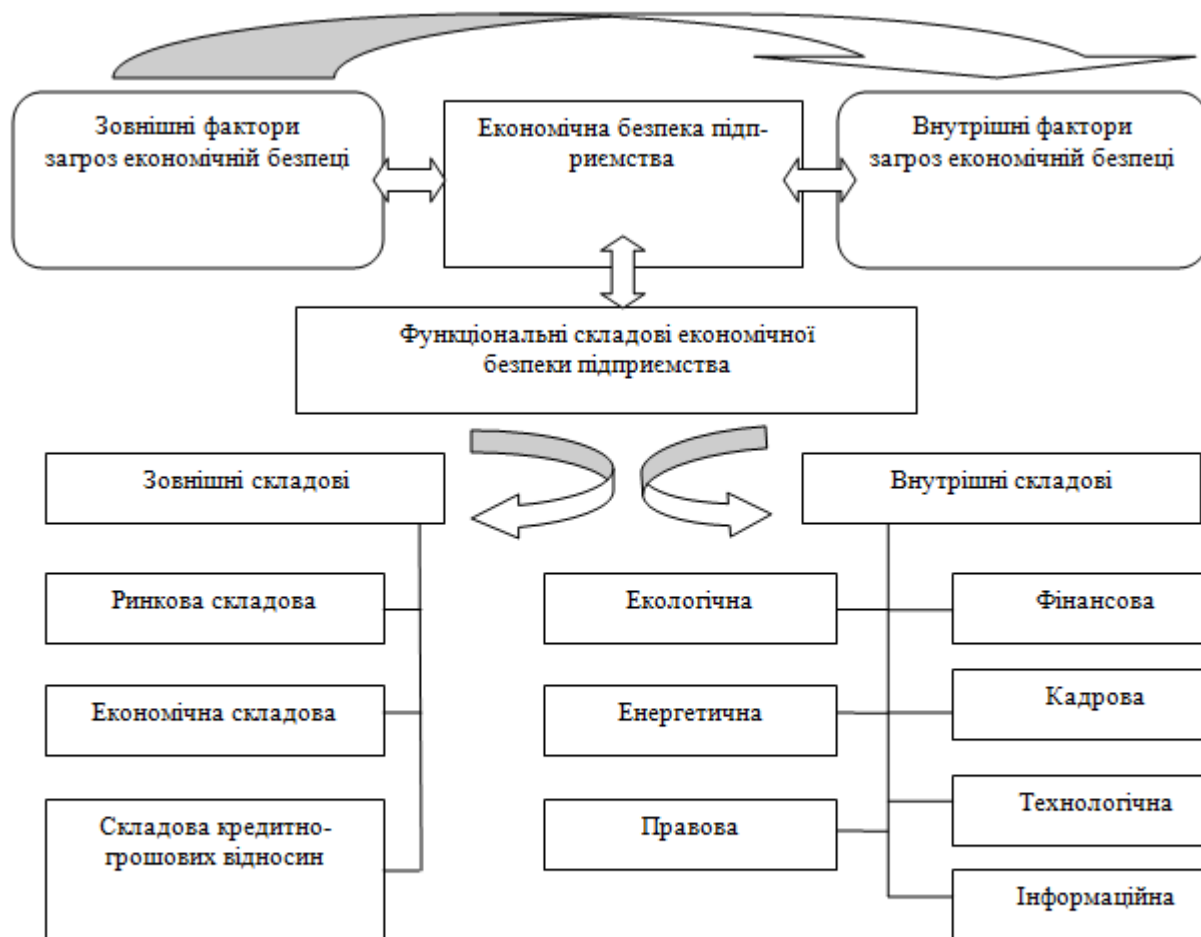 Зовнішні фактори
загроз економічній безпеці
Економічна безпека підп-
риємства
Внутрішні фактори
загроз економічній безпеці
Функціональні складові економічної
безпеки підприємства
Зовнішні складові
Внутрішні складові
Ринкова складова
Екологічна
Фінансова
Економічна складова
Енергетична
Кадрова
Складова кредитно-
грошових відносин
Правова
Технологічна
Інформаційна